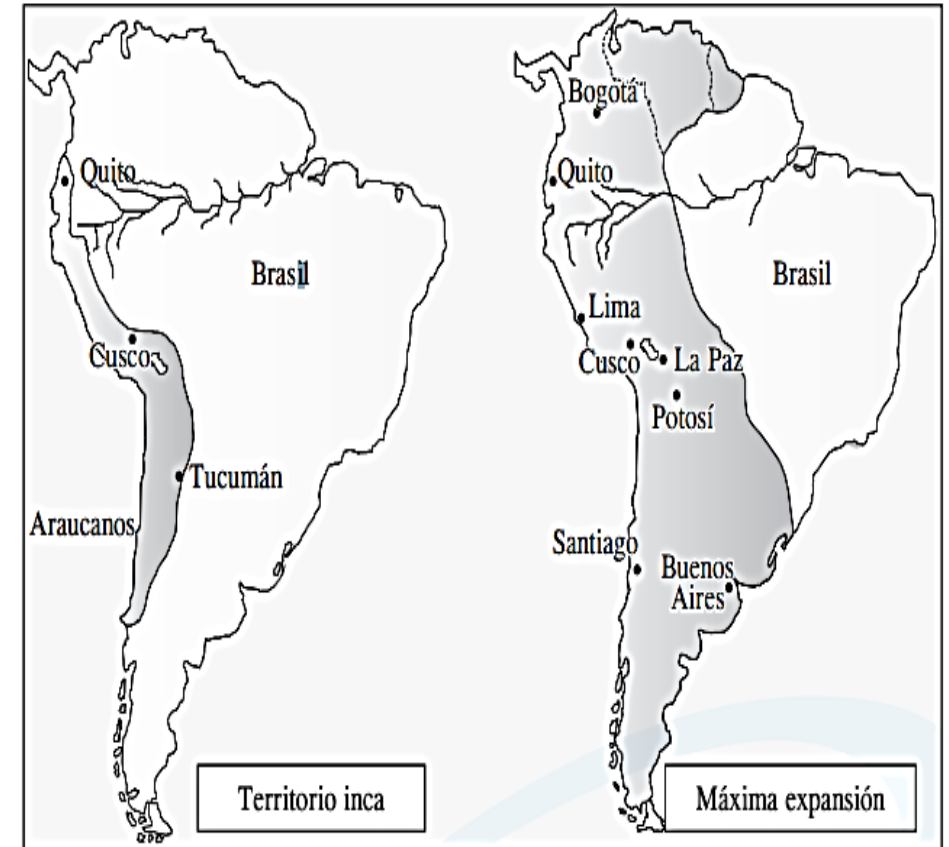 Quito
Brasil
Cusco
Tucumán
Araucanos
Territorio inca
Bogotá
Quito
Brasil
Lima
Cusco
La Paz
Potosí
Santiago
Buenos
Aires
Máxima expansión